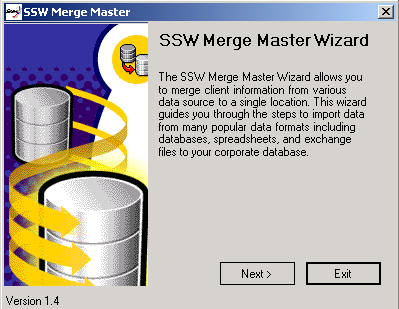 SSW Merge Master
SSW Merge Master Wizard
The SSW Merge Master Wizard allows you
to merge client information from various
data source to a single location. This wizard
guides you through the steps to import data
from many popular data formats including
databases, spreadsheets, and exchange
files to your corporate database.
Next >
Exit
Version 1.4